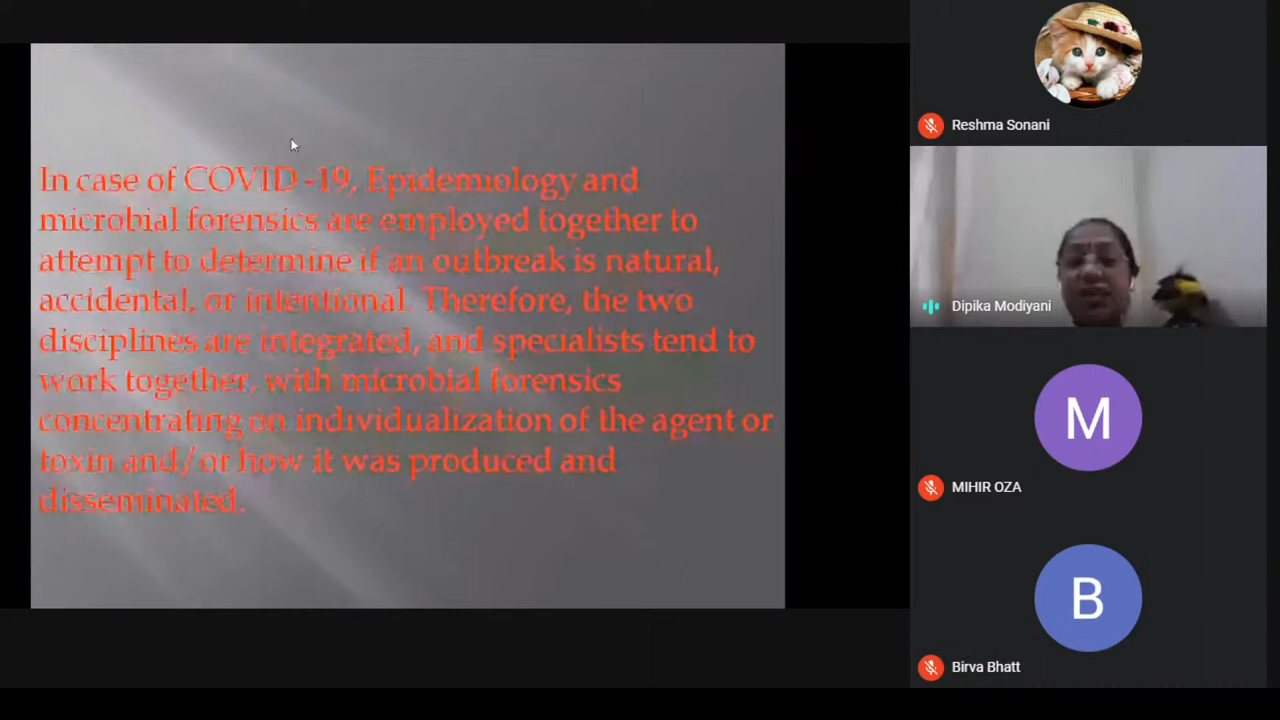 In case of COVID -19, Epidemiology and
microbial forensics are employed together to
attempt to determine if an outbreak is natural,
accidental, or intentional. Therefore, the two
disciplines are integrated, and specialists tend to
work together, with microbial forensics
concentrating on individualization of the agent or
toxin and/or how it was produced and
disseminated.
Reshma Sonani
Dipika Modiyani
M
MIHIR OZA
B
Birva Bhatt